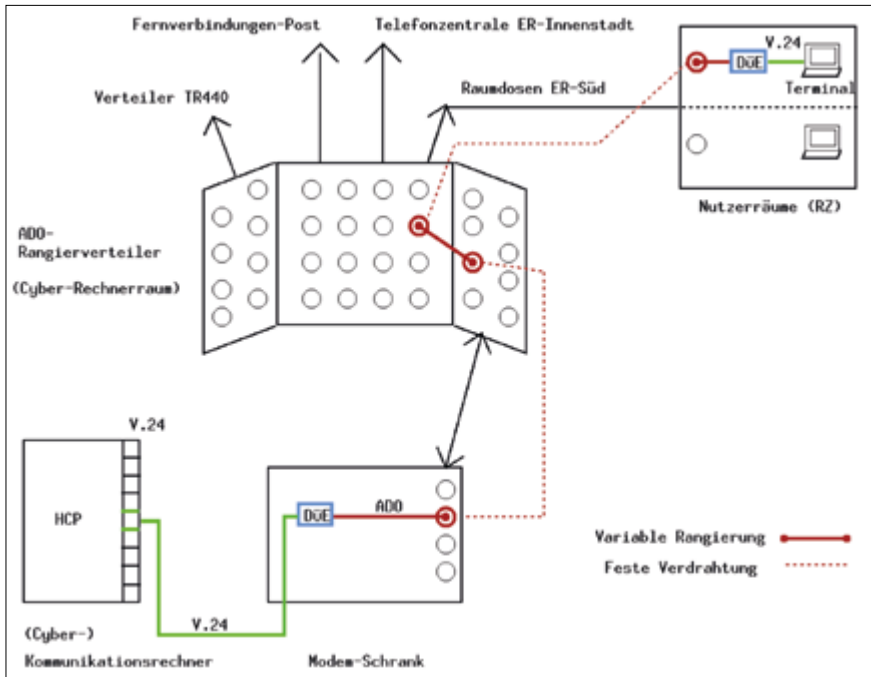 Fernverbindungen-Post
Telefonzentrale ER-Innenstadt
V.24
DüE
Terminal
Verteiler TR440
Raumdosen ER-Süd
Nutzerräume (RZ)
ADO-
Rangierverteiler
(Cyber-Rechnerraum)
V.24
HCP
DüE
ADO
Variable Rangierung
Feste Verdrahtung
V.24
(Cyber-)
Kommunikationsrechner
Modem-Schrank